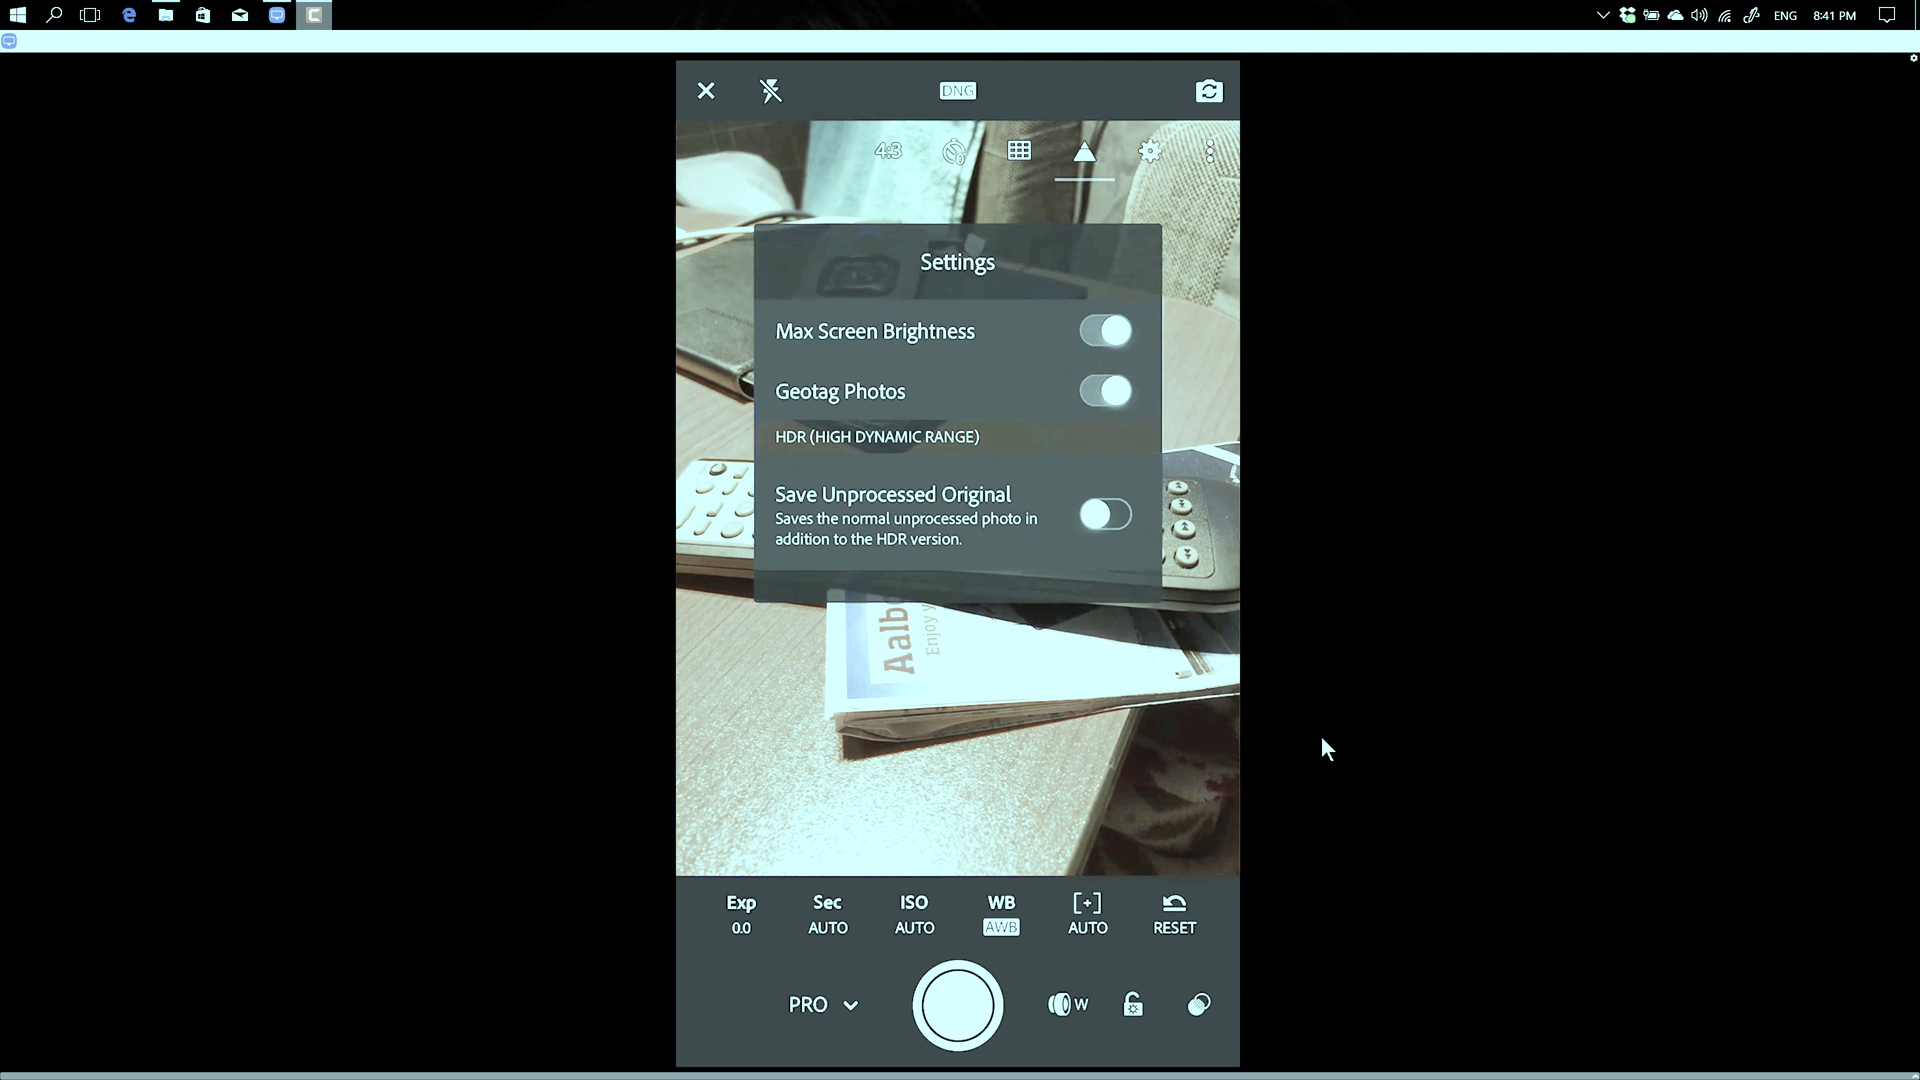 ENG 8:41 PM
DNG
4:3
Settings
Max Screen Brightness
Geotag Photos
HDR (HIGH DYNAMIC RANGE)
Save Unprocessed Original
Saves the normal unprocessed photo in
addition to the HDR version.
Enjoy
Exp Sec ISO WB [+]
0.0 AUTO AUTO AWB AUTO RESET
PRO W